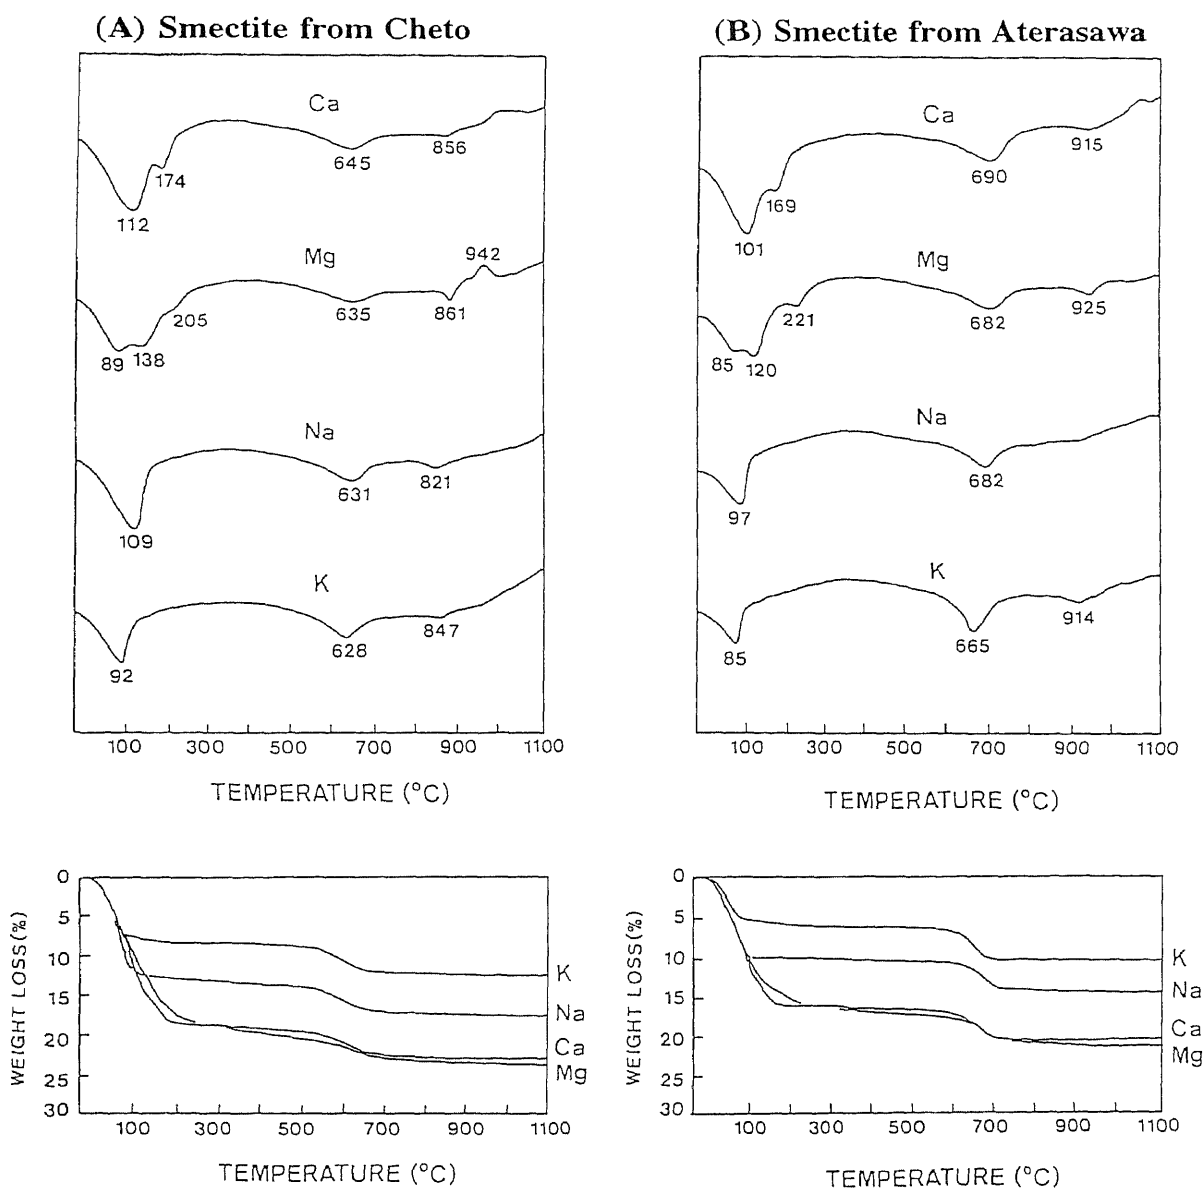 (A) Smectite from Cheto
Ca
645
856
174
112
Mg
942
205
635
861
89
138
Na
631
821
109
K
628
847
92
100 300 500 700 900 1100
TEMPERATURE (°C)
(B) Smectite from Aterasawa
Ca
915
690
169
101
Mg
221
682
925
85
120
Na
682
97
K
914
665
85
100 300 500 700 900 1100
TEMPERATURE (°C)
WEIGHT LOSS(%)
0
5
10
15
20
25
30
K
Na
Ca
Mg
100 300 500 700 900 1100
TEMPERATURE (°C)
WEIGHT LOSS(%)
0
5
10
15
20
25
30
K
Na
Ca
Mg
100 300 500 700 900 1100
TEMPERATURE (°C)